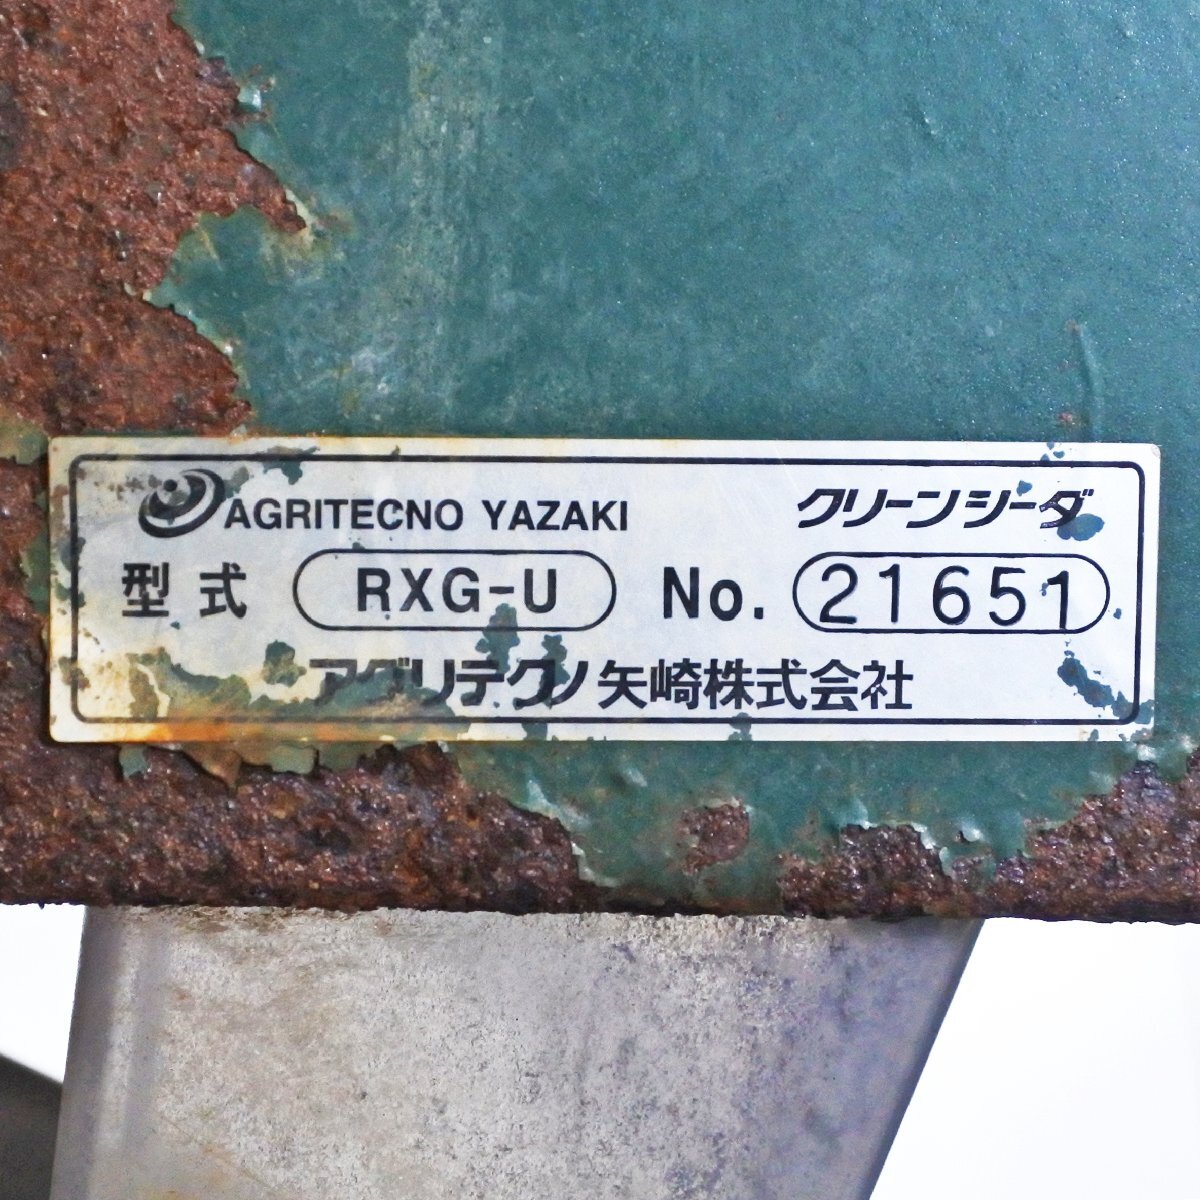 AGRITECNO YAZAKI クリーンシーダ
型式 RXG-U No. 21651
アグリテクノ矢崎株式会社